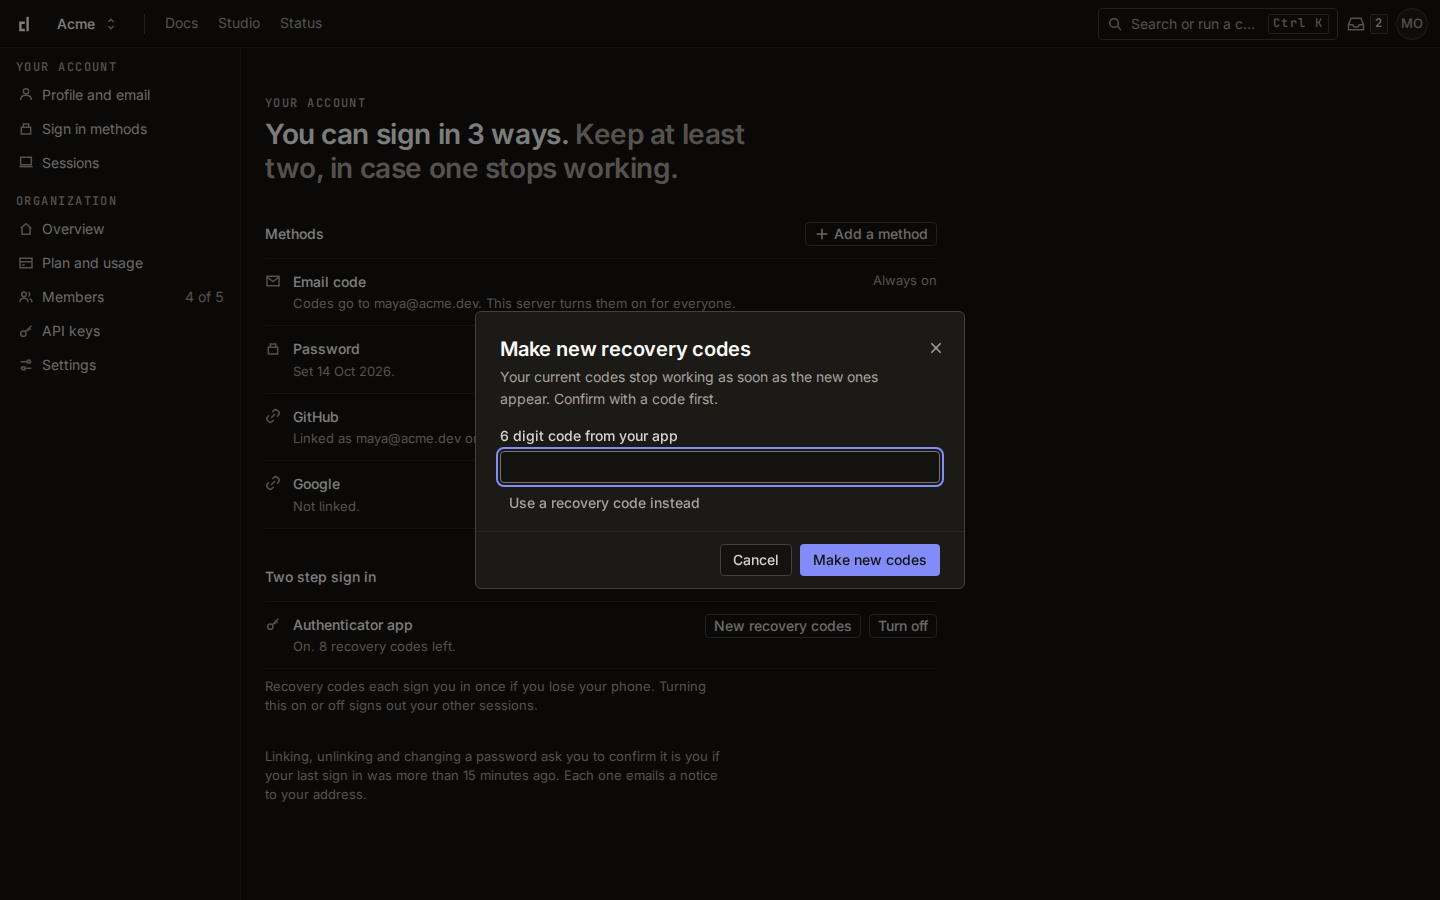 Acme
Docs
Studio
Status
Search or run a c...
Ctrl K
2
MO
YOUR ACCOUNT
Profile and email
Sign in methods
Sessions
ORGANIZATION
Overview
Plan and usage
Members
4 of 5
API keys
Settings
YOUR ACCOUNT
You can sign in 3 ways. Keep at least
two, in case one stops working.
Methods
Add a method
Email code
Always on
Codes go to maya@acme.dev. This server turns them on for everyone.
Password
Set 14 Oct 2026.
GitHub
Linked as maya@acme.dev
Google
Not linked.
Make new recovery codes
Your current codes stop working as soon as the new ones
appear. Confirm with a code first.
6 digit code from your app
Use a recovery code instead
Cancel
Make new codes
Two step sign in
Authenticator app
On. 8 recovery codes left.
New recovery codes
Turn off
Recovery codes each sign you in once if you lose your phone. Turning
this on or off signs out your other sessions.
Linking, unlinking and changing a password ask you to confirm it is you if
your last sign in was more than 15 minutes ago. Each one emails a notice
to your address.